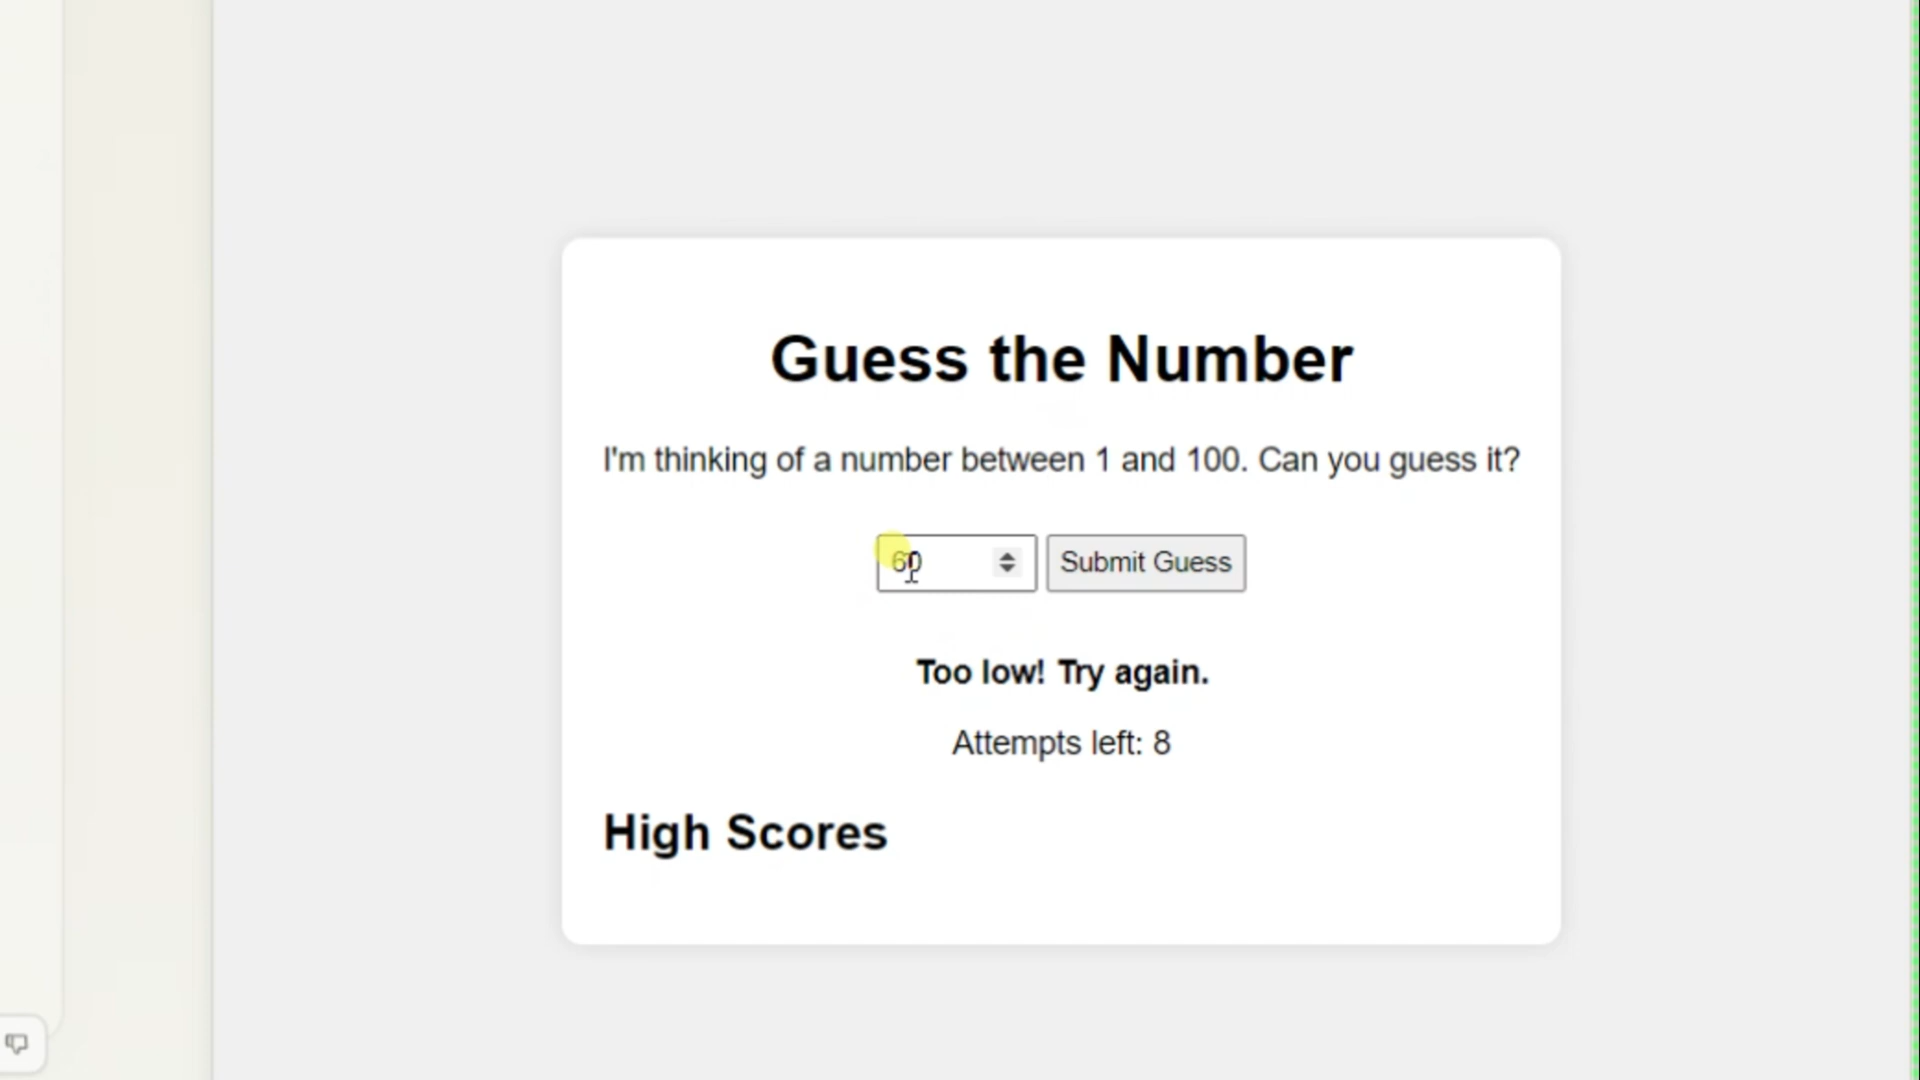 Guess the Number
I'm thinking of a number between 1 and 100. Can you guess it?
60 Submit Guess
Too low! Try again.
Attempts left: 8
High Scores